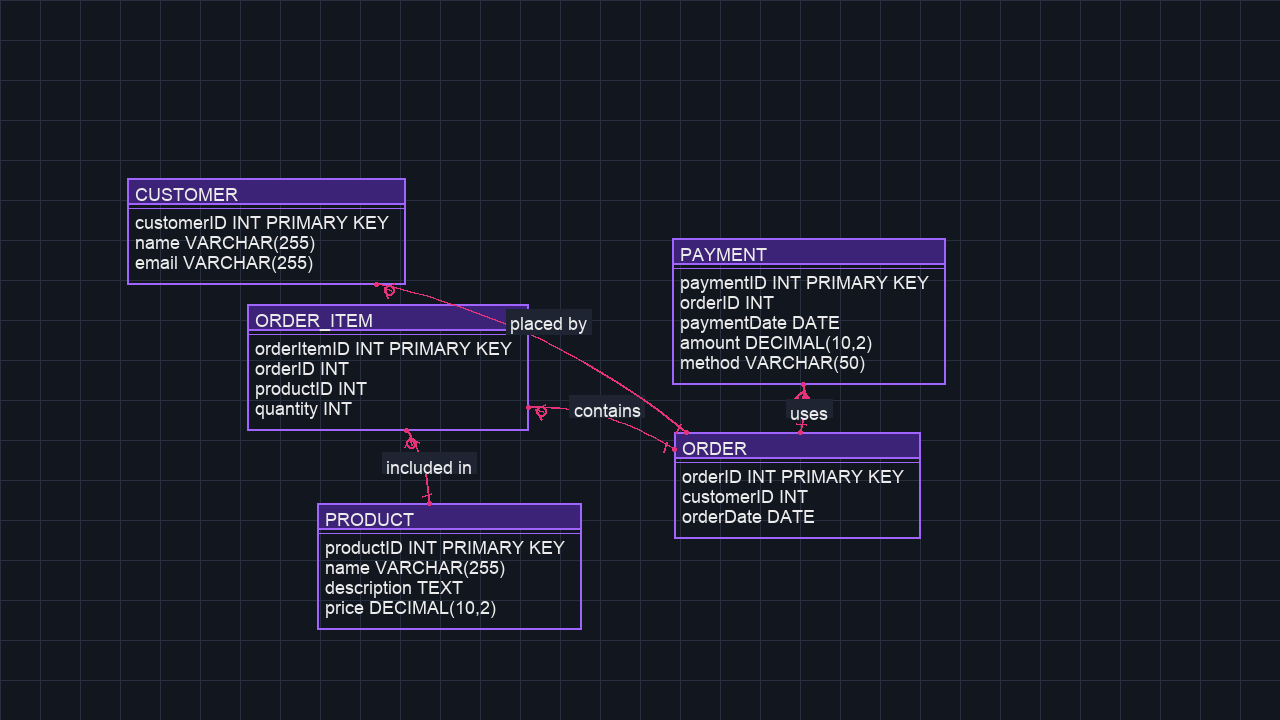 CUSTOMER
customerID INT PRIMARY KEY
name VARCHAR(255)
email VARCHAR(255)
ORDER_ITEM
orderItemID INT PRIMARY KEY
orderID INT
productID INT
quantity INT
placed by
contains
included in
PRODUCT
productID INT PRIMARY KEY
name VARCHAR(255)
description TEXT
price DECIMAL(10,2)
PAYMENT
paymentID INT PRIMARY KEY
orderID INT
paymentDate DATE
amount DECIMAL(10,2)
method VARCHAR(50)
uses
ORDER
orderID INT PRIMARY KEY
customerID INT
orderDate DATE